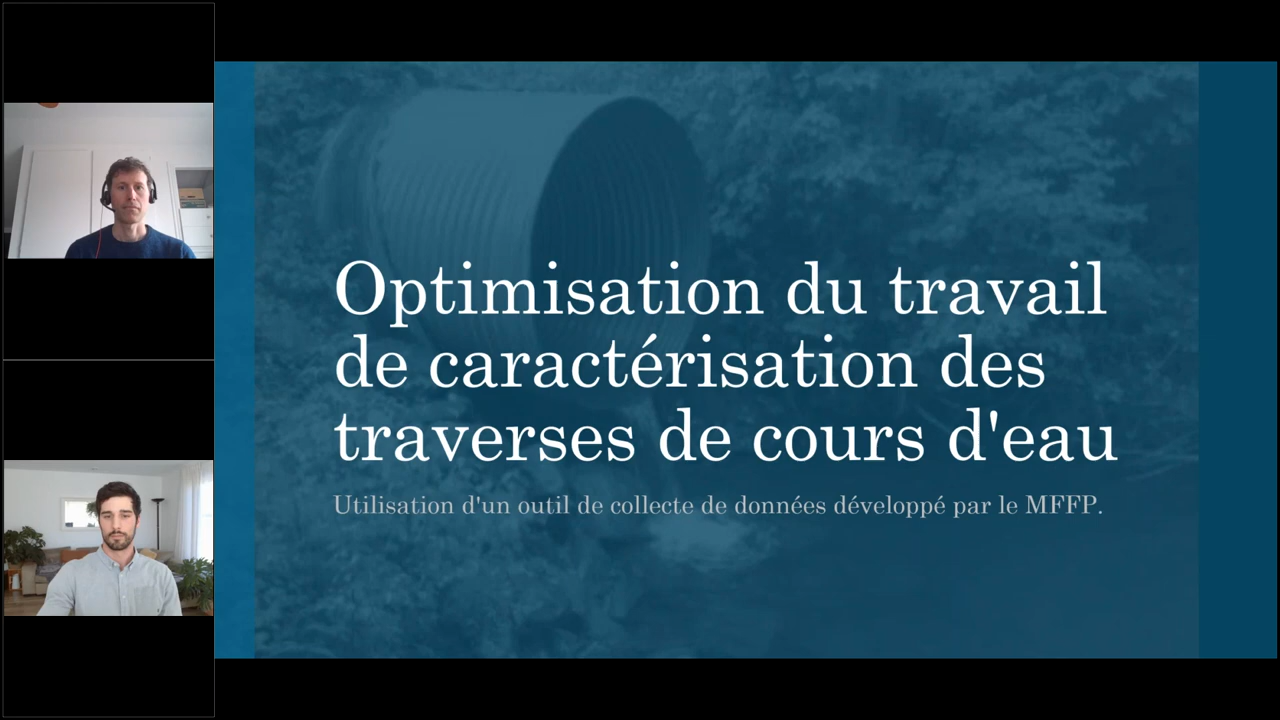 Optimisation du travail
de caractérisation des
traverses de cours d'eau
Utilisation d'un outil de collecte de données développé par le MFFP.